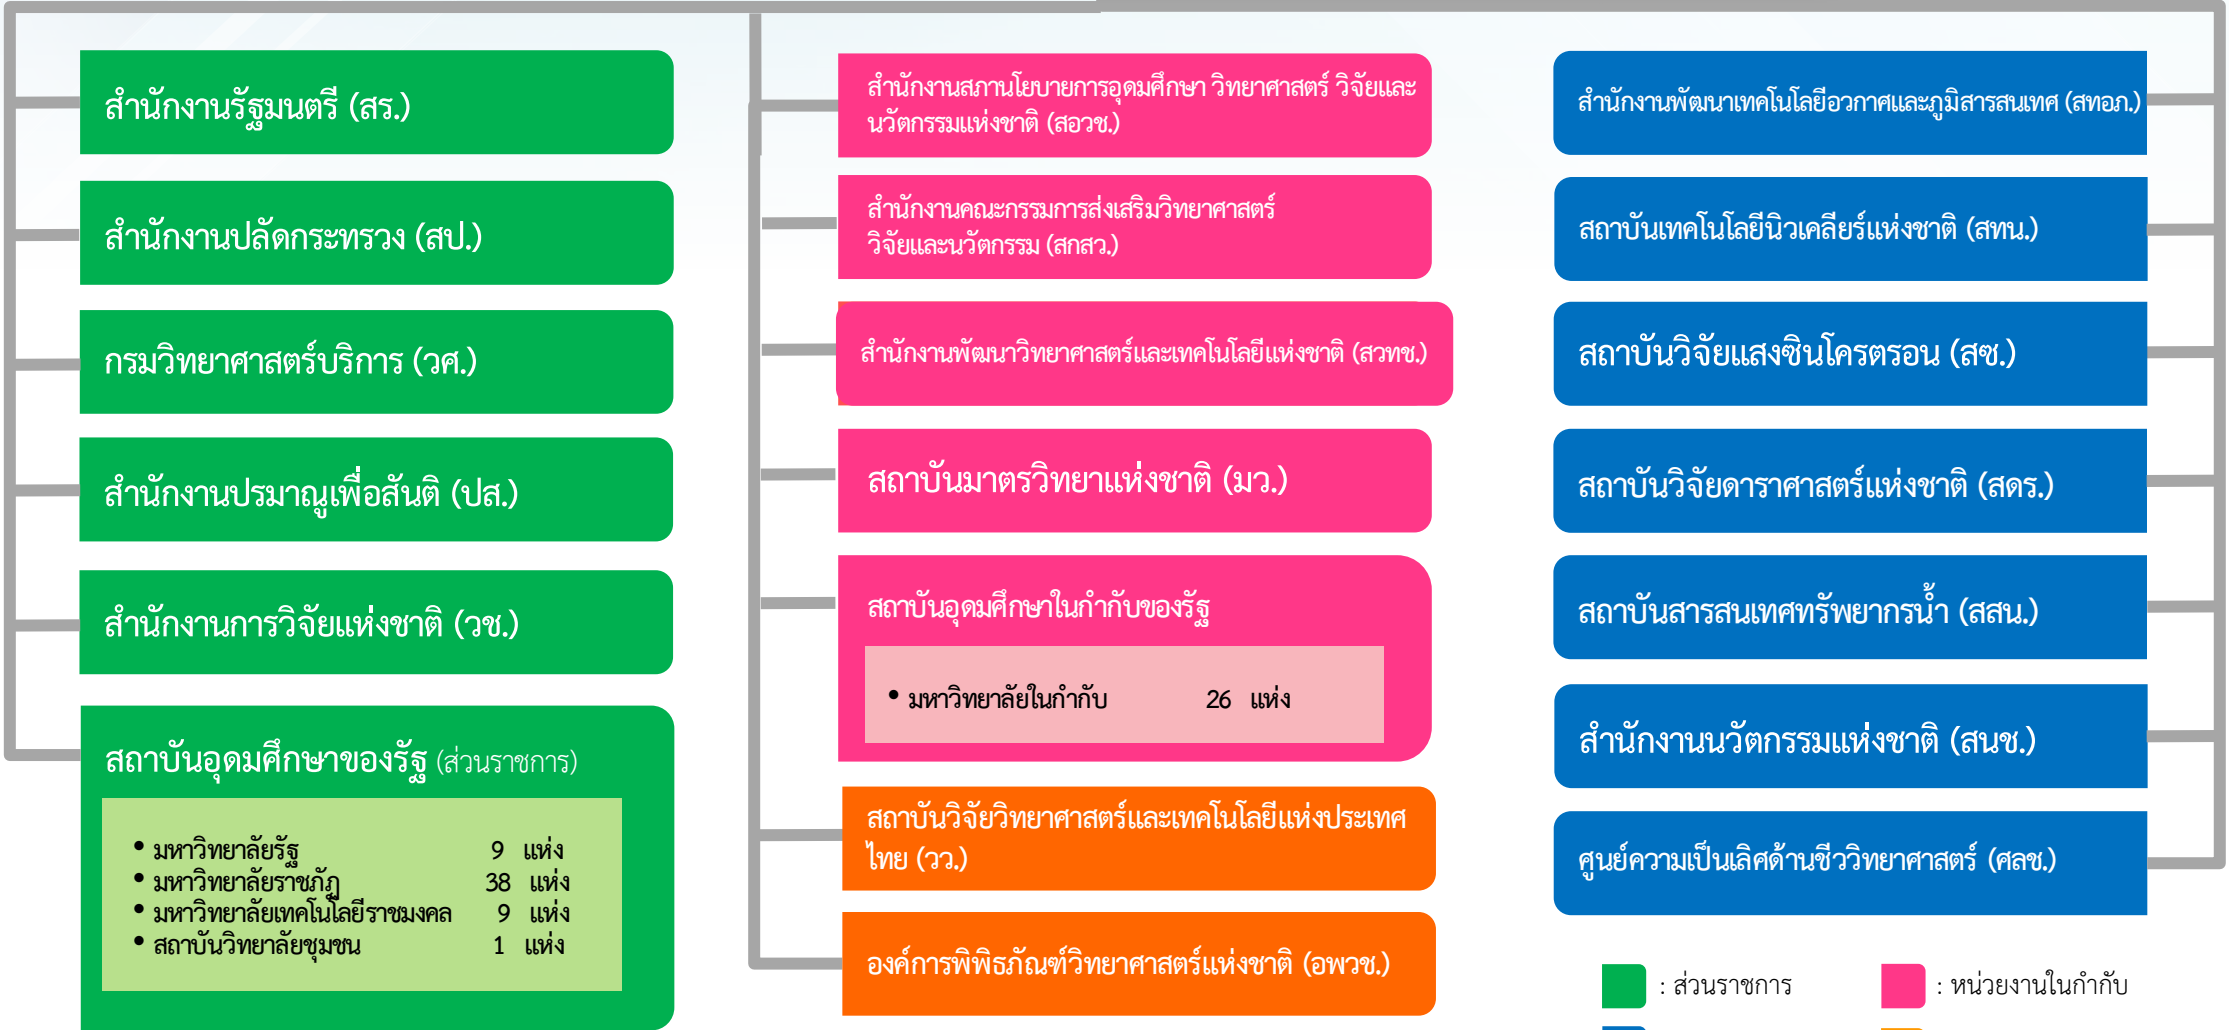 สำนักงานรัฐมนตรี (สร.)
สำนักงานปลัดกระทรวง (สป.)
กรมวิทยาศาสตร์บริการ (วศ.)
สำนักงานปรมาณูเพื่อสันติ (ปส.)
สำนักงานการวิจัยแห่งชาติ (วช.)
สถาบันอุดมศึกษาของรัฐ (ส่วนราชการ)
• มหาวิทยาลัยรัฐ 9 แห่ง
• มหาวิทยาลัยราชภัฏ 38 แห่ง
• มหาวิทยาลัยเทคโนโลยีราชมงคล 9 แห่ง
• สถาบันวิทยาลัยชุมชน 1 แห่ง
สำนักงานสภานโยบายการอุดมศึกษา วิทยาศาสตร์ วิจัยและ
นวัตกรรมแห่งชาติ (สอวช.)
สำนักงานคณะกรรมการส่งเสริมวิทยาศาสตร์
วิจัยและนวัตกรรม (สกสว.)
สำนักงานพัฒนาวิทยาศาสตร์และเทคโนโลยีแห่งชาติ (สวทช.)
สถาบันมาตรวิทยาแห่งชาติ (มว.)
สถาบันอุดมศึกษาในกำกับของรัฐ
• มหาวิทยาลัยในกำกับ 26 แห่ง
สถาบันวิจัยวิทยาศาสตร์และเทคโนโลยีแห่งประเทศ
ไทย (วว.)
องค์การพิพิธภัณฑ์วิทยาศาสตร์แห่งชาติ (อพวช.)
สำนักงานพัฒนาเทคโนโลยีอวกาศและภูมิสารสนเทศ (สทอภ.)
สถาบันเทคโนโลยีนิวเคลียร์แห่งชาติ (สทน.)
สถาบันวิจัยแสงซินโครตรอน (สซ.)
สถาบันวิจัยดาราศาสตร์แห่งชาติ (สดร.)
สถาบันสารสนเทศทรัพยากรน้ำ (สสน.)
สำนักงานนวัตกรรมแห่งชาติ (สนช.)
ศูนย์ความเป็นเลิศด้านชีววิทยาศาสตร์ (ศลช.)
: ส่วนราชการ
: หน่วยงานในกำกับ